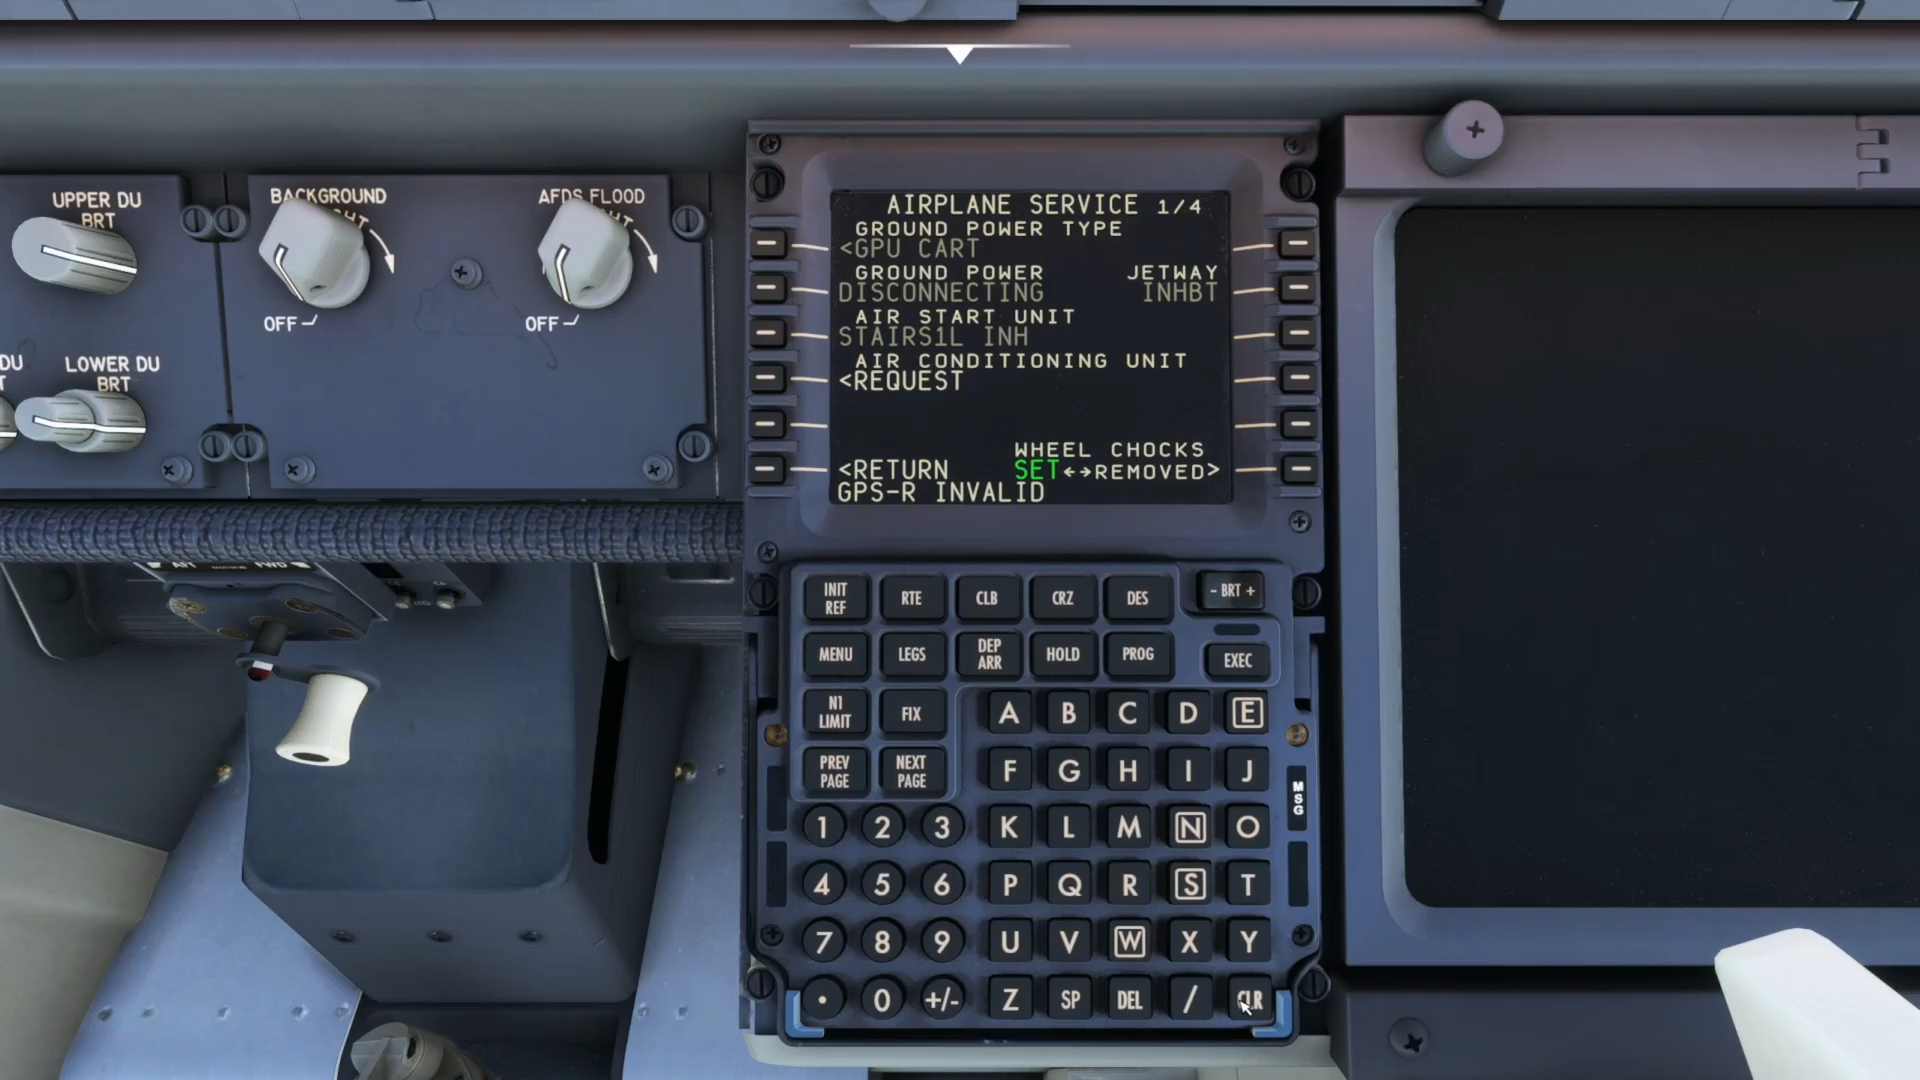 UPPER DU
BRT
BACKGROUND
AFDS FLOOD
OFF
OFF
DU
LOWER DU
BRT
AIRPLANE SERVICE 1/4
GROUND POWER TYPE
<GPU CART
GROUND POWER JETWAY
DISCONNECTING INHBT
AIR START UNIT
STAIRS1L INH
AIR CONDITIONING UNIT
<REQUEST
WHEEL CHOCKS
<RETURN SET←→REMOVED>
GPS-R INVALID
AFT FWD
INIT REF RTE CLB CRZ DES - BRT +
MENU LEGS DEP ARR HOLD PROG EXEC
N1 LIMIT FIX A B C D E
PREV PAGE NEXT PAGE F G H I J
MSG
1 2 3 K L M N O
4 5 6 P Q R S T
7 8 9 U V W X Y
. 0 +/- Z SP DEL / CLR